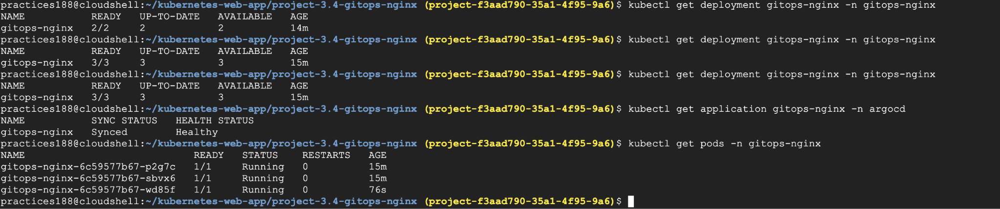 practices188@cloudshell:~/kubernetes-web-app/project-3.4-gitops-nginx (project-f3aad790-35a1-4f95-9a6)$ kubectl get deployment gitops-nginx -n gitops-nginx
NAME READY UP-TO-DATE AVAILABLE AGE
gitops-nginx 2/2 2 2 14m
practices188@cloudshell:~/kubernetes-web-app/project-3.4-gitops-nginx (project-f3aad790-35a1-4f95-9a6)$ kubectl get deployment gitops-nginx -n gitops-nginx
NAME READY UP-TO-DATE AVAILABLE AGE
gitops-nginx 3/3 3 3 15m
practices188@cloudshell:~/kubernetes-web-app/project-3.4-gitops-nginx (project-f3aad790-35a1-4f95-9a6)$ kubectl get deployment gitops-nginx -n gitops-nginx
NAME READY UP-TO-DATE AVAILABLE AGE
gitops-nginx 3/3 3 3 15m
practices188@cloudshell:~/kubernetes-web-app/project-3.4-gitops-nginx (project-f3aad790-35a1-4f95-9a6)$ kubectl get application gitops-nginx -n argocd
NAME SYNC STATUS HEALTH STATUS
gitops-nginx Synced Healthy
practices188@cloudshell:~/kubernetes-web-app/project-3.4-gitops-nginx (project-f3aad790-35a1-4f95-9a6)$ kubectl get pods -n gitops-nginx
NAME READY STATUS RESTARTS AGE
gitops-nginx-6c59577b67-p2g7c 1/1 Running 0 15m
gitops-nginx-6c59577b67-sbvx6 1/1 Running 0 15m
gitops-nginx-6c59577b67-wd85f 1/1 Running 0 76s
practices188@cloudshell:~/kubernetes-web-app/project-3.4-gitops-nginx (project-f3aad790-35a1-4f95-9a6)$